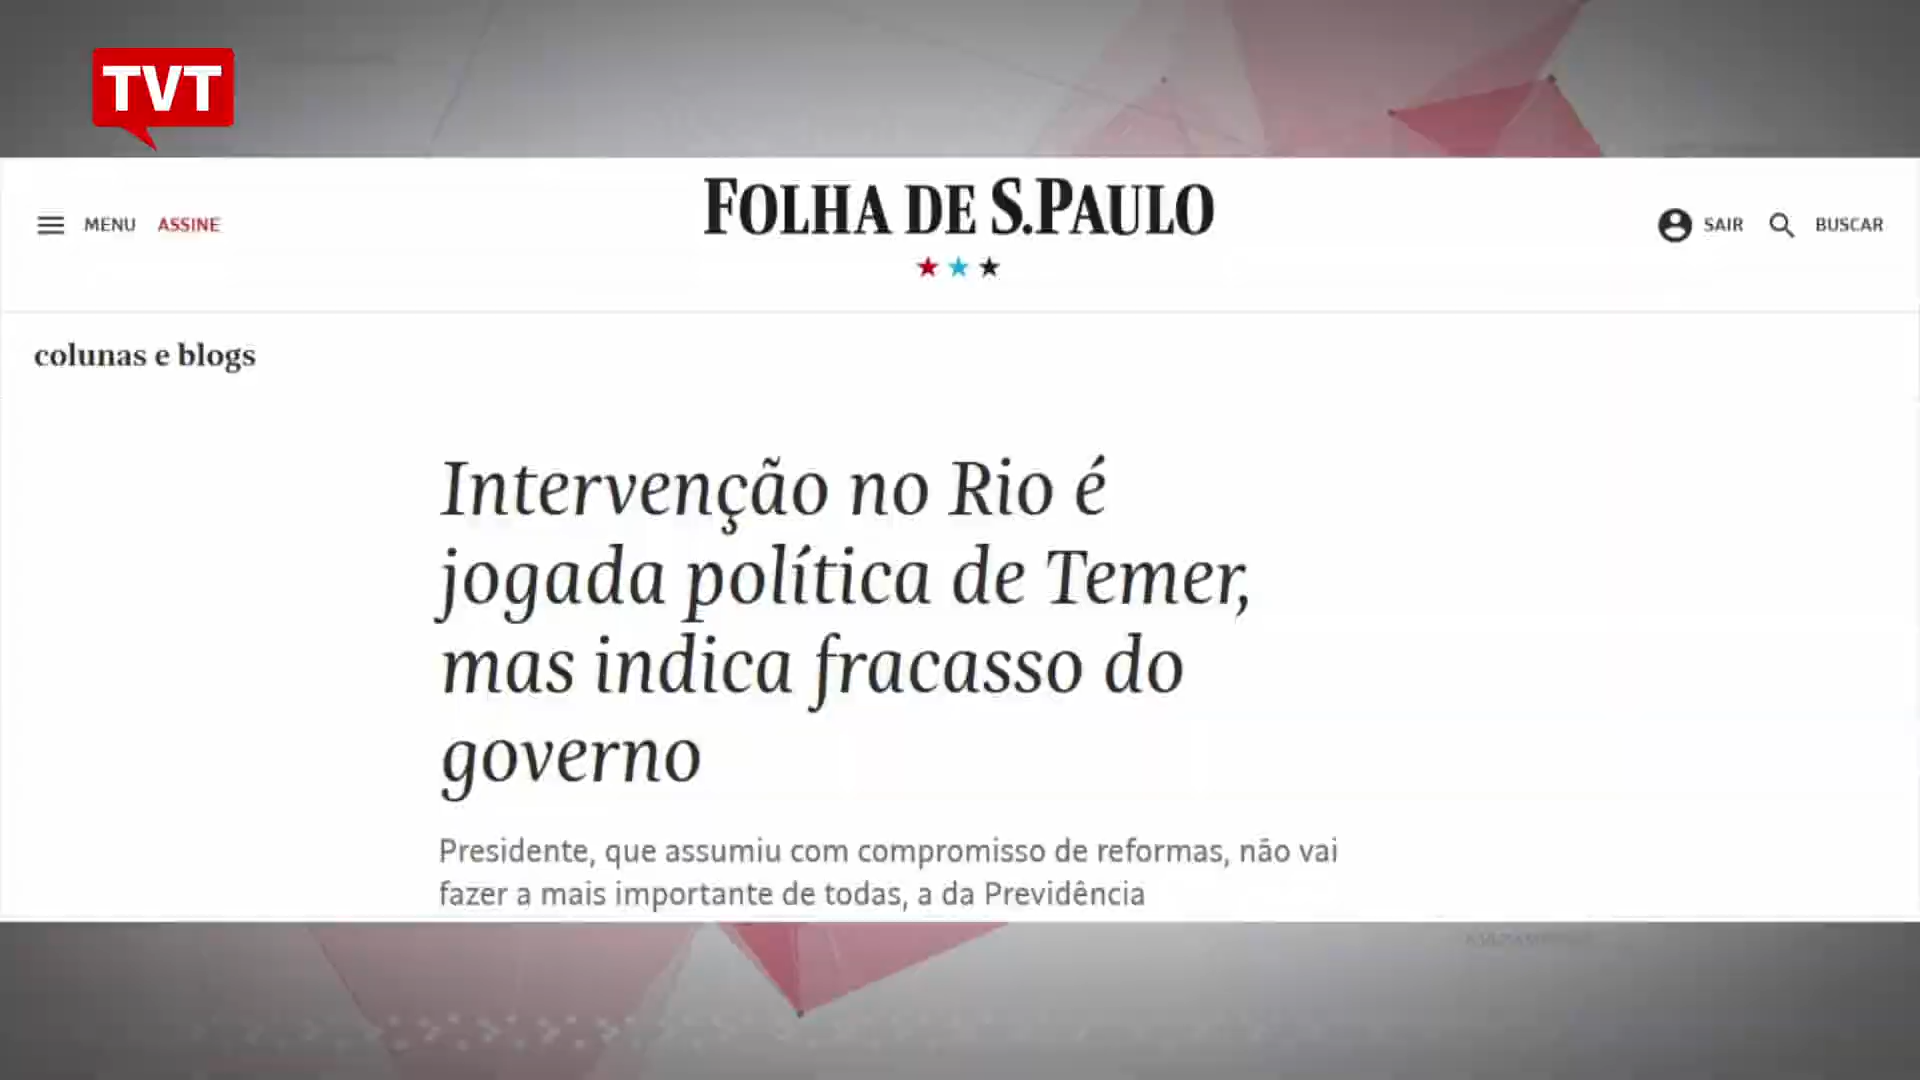 TVT
MENU ASSINE
FOLHA DE S.PAULO
SAIR BUSCAR
colunas e blogs
Intervenção no Rio é
jogada política de Temer,
mas indica fracasso do
governo
Presidente, que assumiu com compromisso de reformas, não vai
fazer a mais importante de todas, a da Previdência